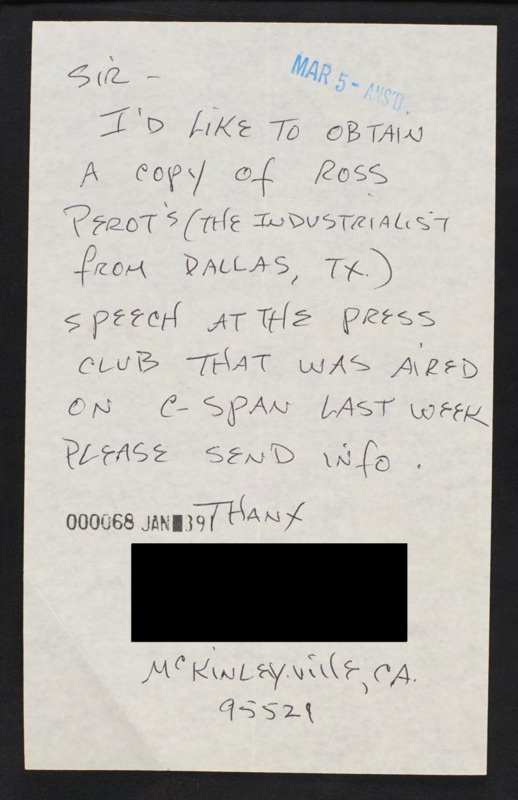 SIR -
MAR 5 - ANS'D
I'D LIKE TO OBTAIN
A COPY OF ROSS
PEROT'S (THE INDUSTRIALIST
FROM DALLAS, TX.)
SPEECH AT THE PRESS
CLUB THAT WAS AIRED
ON C-SPAN LAST WEEK
PLEASE SEND INFO.
THANX
000068 JAN 391
McKINLEYVILLE, CA.
95521